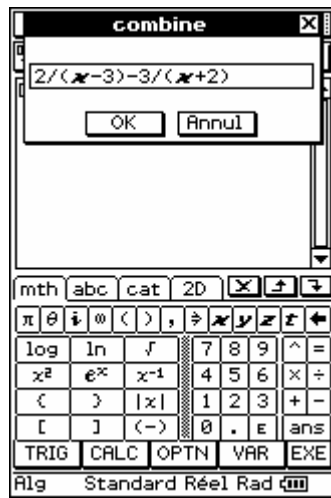 combine
2/(x-3)-3/(x+2)
OK Annul
mth abc cat 2D
π θ i ∞ ( ) , ⇒ x y z t ←
log ln √ 7 8 9 ^ =
x² eˣ x⁻¹ 4 5 6 × ÷
( ) |x| 1 2 3 + -
[ ] (-) 0 . E ans
TRIG CALC OPTN VAR EXE
Alg Standard Réel Rad